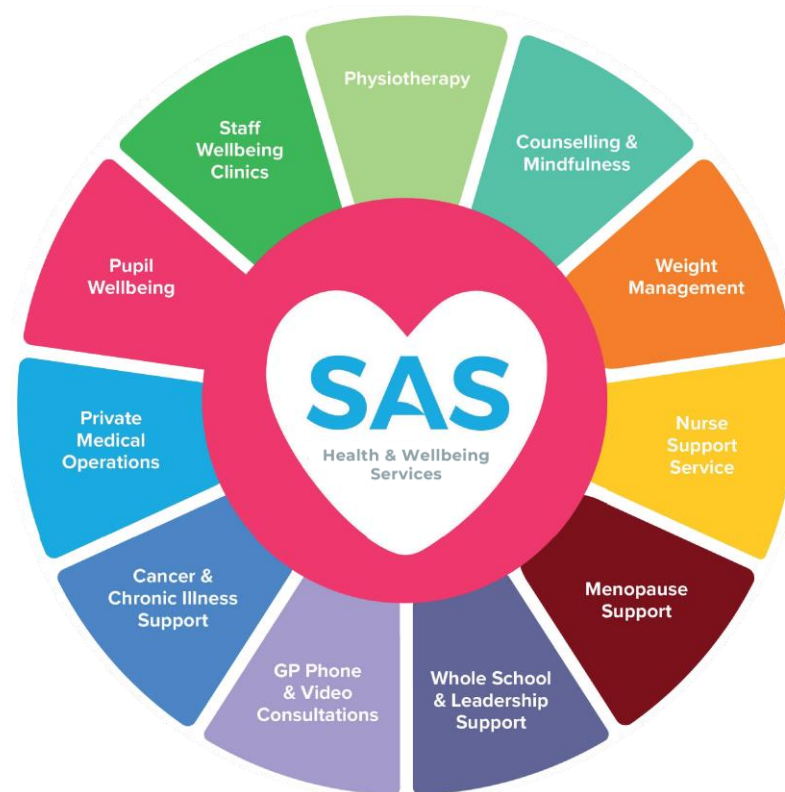 Physiotherapy
Counselling &
Mindfulness
Weight
Management
Nurse
Support
Service
Menopause
Support
Whole School
& Leadership
Support
GP Phone
& Video
Consultations
Cancer &
Chronic Illness
Support
Private
Medical
Operations
Pupil
Wellbeing
Staff
Wellbeing
Clinics
SAS
Health & Wellbeing
Services